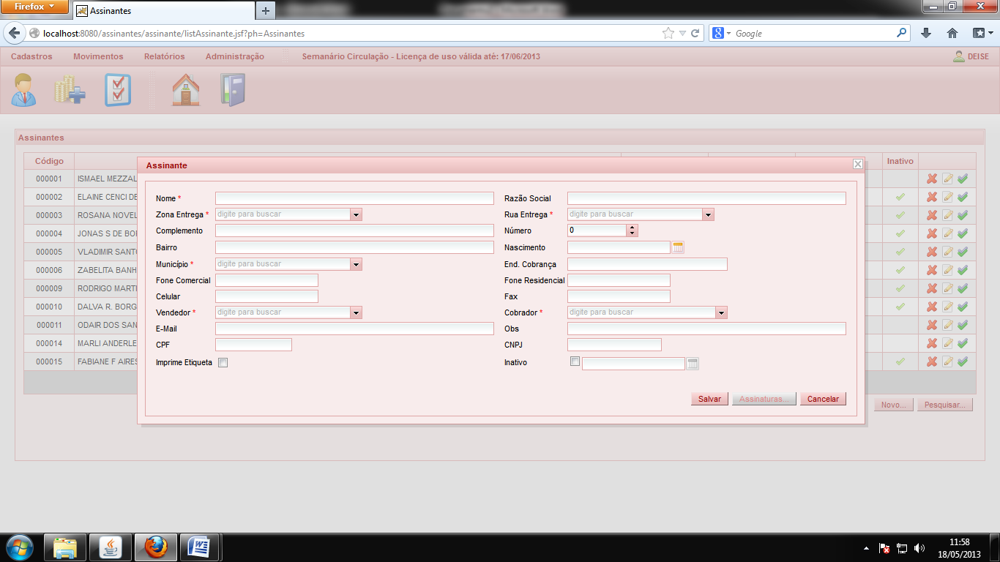 Firefox
Assinantes
localhost:8080/assinantes/assinante/listAssinante.jsf?ph=Assinantes
Google
Cadastros Movimentos Relatórios Administração Semanário Circulação - Licença de uso válida até: 17/06/2013 DEISE
Assinantes
Código Inativo
000001 ISMAEL MEZZAL
000002 ELAINE CENCI DE
000003 ROSANA NOVEL
000004 JONAS S DE BO
000005 VLADIMIR SANT
000006 ZABELITA BANH
000009 RODRIGO MARTI
000010 DALVA R. BORG
000011 ODAIR DOS SAN
000014 MARLI ANDERLE
000015 FABIANE F AIRES
Assinante
Nome * Razão Social
Zona Entrega * digite para buscar Rua Entrega * digite para buscar
Complemento Número 0
Bairro Nascimento
Município * digite para buscar End. Cobrança
Fone Comercial Fone Residencial
Celular Fax
Vendedor * digite para buscar Cobrador * digite para buscar
E-Mail Obs
CPF CNPJ
Imprime Etiqueta Inativo
Salvar Assinaturas... Cancelar
Novo... Pesquisar...
11:58
18/05/2013